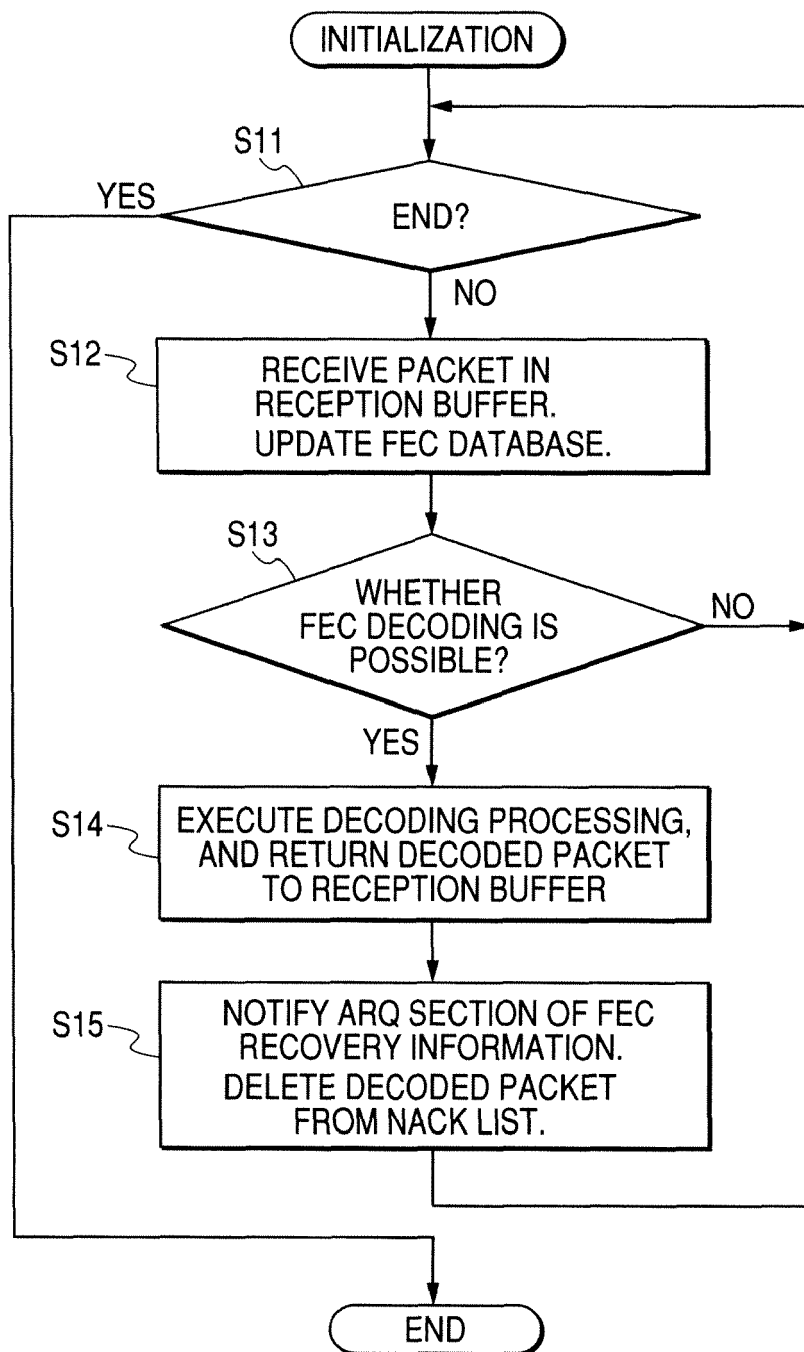 INITIALIZATION
S11
YES
END?
NO
S12
RECEIVE PACKET IN
RECEPTION BUFFER.
UPDATE FEC DATABASE.
S13
WHETHER
FEC DECODING IS
POSSIBLE?
NO
YES
S14
EXECUTE DECODING PROCESSING,
AND RETURN DECODED PACKET
TO RECEPTION BUFFER
S15
NOTIFY ARQ SECTION OF FEC
RECOVERY INFORMATION.
DELETE DECODED PACKET
FROM NACK LIST.
END